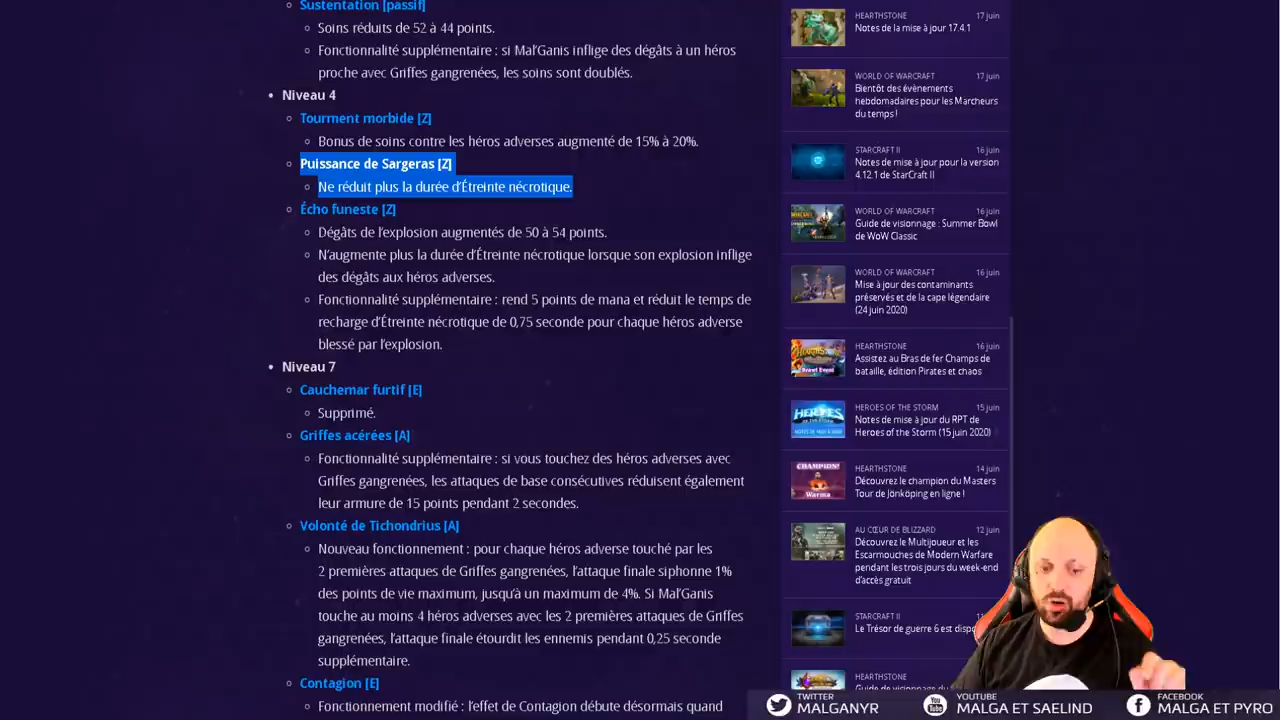 Sustentation [passif]
Soins réduits de 52 à 44 points.
Fonctionnalité supplémentaire : si Mal'Ganis inflige des dégâts à un héros
proche avec Griffes gangrenées, les soins sont doublés.
Niveau 4
Tourment morbide [Z]
Bonus de soins contre les héros adverses augmenté de 15% à 20%.
Puissance de Sargeras [Z]
Ne réduit plus la durée d'Étreinte nécrotique.
Écho funeste [Z]
Dégâts de l'explosion augmentés de 50 à 54 points.
N'augmente plus la durée d'Étreinte nécrotique lorsque son explosion inflige
des dégâts aux héros adverses.
Fonctionnalité supplémentaire : rend 5 points de mana et réduit le temps de
recharge d'Étreinte nécrotique de 0,75 seconde pour chaque héros adverse
blessé par l'explosion.
Niveau 7
Cauchemar furtif [E]
Supprimé.
Griffes acérées [A]
Fonctionnalité supplémentaire : si vous touchez des héros adverses avec
Griffes gangrenées, les attaques de base consécutives réduisent également
leur armure de 15 points pendant 2 secondes.
Volonté de Tichondrius [A]
Nouveau fonctionnement : pour chaque héros adverse touché par les
2 premières attaques de Griffes gangrenées, l'attaque finale siphonne 1%
des points de vie maximum, jusqu'à un maximum de 4%. Si Mal'Ganis
touche au moins 4 héros adverses avec les 2 premières attaques de Griffes
gangrenées, l'attaque finale étourdit les ennemis pendant 0,25 seconde
supplémentaire.
Contagion [E]
Fonctionnement modifié : l'effet de Contagion débute désormais quand
HEARTHSTONE 17 juin
Notes de la mise à jour 17.4.1
WORLD OF WARCRAFT 17 juin
Bientôt des évènements
hebdomadaires pour les Marcheurs
du temps !
STARCRAFT II 16 juin
Notes de mise à jour pour la version
4.12.1 de StarCraft II
WORLD OF WARCRAFT 16 juin
Guide de visionnage : Summer Bowl
de WoW Classic
WORLD OF WARCRAFT 16 juin
Mise à jour des contaminants
préservés et de la cape légendaire
(24 juin 2020)
HEARTHSTONE 16 juin
Assistez au Bras de fer Champs de
bataille, édition Pirates et chaos
HEROES OF THE STORM 15 juin
Notes de mise à jour du RPT de
Heroes of the Storm (15 juin 2020)
HEARTHSTONE 14 juin
Découvrez le champion du Masters
Tour de Jönköping en ligne !
AU CŒUR DE BLIZZARD 12 juin
Découvrez le Multijoueur et les
Escarmouches de Modern Warfare
pendant les trois jours du week-end
d'accès gratuit
STARCRAFT II
Le Trésor de guerre 6 est
HEARTHSTONE
Guide de visionnage du
TWITTER
MALGANYR
YOUTUBE
MALGA ET SAELIND
FACEBOOK
MALGA ET PYRO